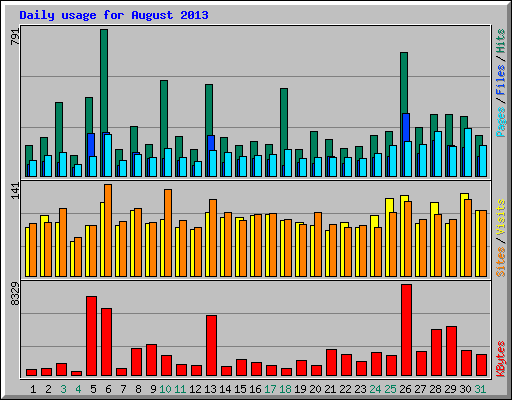 Daily usage for August 2013
791
Pages / Files / Hits
141
Sites / Visits
8329
KBytes
1 2 3 4 5 6 7 8 9 10 11 12 13 14 15 16 17 18 19 20 21 22 23 24 25 26 27 28 29 30 31